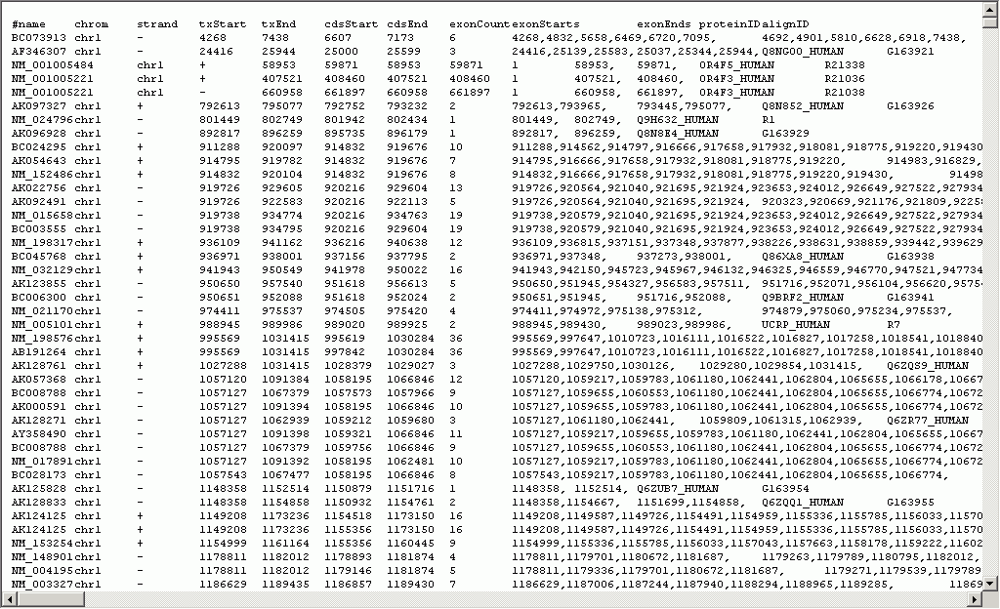 #name chrom strand txStart txEnd cdsStart cdsEnd exonCount exonStarts exonEnds proteinID alignID
BC073913 chr1 - 4268 7438 6607 7173 6 4268,4832,5658,6469,6720,7095, 4692,4901,5810,6628,6918,7438,
AF346307 chr1 - 24416 25944 25000 25599 3 24416,25139,25583, 25037,25344,25944, Q8NG00_HUMAN G163921
NM_001005484 chr1 + 58953 59871 58953 59871 1 58953, 59871, OR4F5_HUMAN R21338
NM_001005221 chr1 + 407521 408460 407521 408460 1 407521, 408460, OR4F3_HUMAN R21036
NM_001005221 chr1 - 660958 661897 660958 661897 1 660958, 661897, OR4F3_HUMAN R21038
AK097327 chr1 + 792613 795077 792752 793232 2 792613,793965, 793445,795077, Q8N852_HUMAN G163926
NM_024796 chr1 - 801449 802749 801942 802434 1 801449, 802749, Q9H632_HUMAN R1
AK096928 chr1 - 892817 896259 895735 896179 1 892817, 896259, Q8N8E4_HUMAN G163929
BC024295 chr1 + 911288 920097 914832 919676 10 911288,914562,914797,916666,917658,917932,918081,918775,919220,919430
AK054643 chr1 + 914795 919782 914832 919676 7 914795,916666,917658,917932,918081,918775,919220, 914983,916829,
NM_152486 chr1 + 914832 920104 914832 919676 8 914832,916666,917658,917932,918081,918775,919220,919430, 91498
AK022756 chr1 - 919726 929605 920216 929604 13 919726,920579,921040,921695,921924,923653,924012,926649,927522,927934
AK092491 chr1 - 919726 922583 920216 922113 5 919726,920579,921040,921695,921924, 920323,920669,921176,921809,92258
NM_015658 chr1 - 919738 934774 920216 934763 19 919738,920579,921040,921695,921924,923653,924012,926649,927522,927934
BC003555 chr1 - 919738 934795 920216 929604 19 919738,920579,921040,921695,921924,923653,924012,926649,927522,927934
NM_198317 chr1 + 936109 941162 936216 940638 12 936109,936815,937151,937348,937877,938226,938631,938859,939442,939629
BC045768 chr1 + 936971 938001 937156 937795 2 936971,937348, 937273,938001, Q86XA8_HUMAN G163938
NM_032129 chr1 + 941943 950549 941978 950022 16 941943,942150,945723,945967,946132,946325,946559,946770,947521,947734
AK123855 chr1 - 950650 957540 951618 956613 5 950650,951945,954327,956583,957511, 951716,952071,956104,956620,95754
BC006300 chr1 - 950651 952088 951618 952024 2 950651,951945, 951716,952088, Q9BRF2_HUMAN G163941
NM_021170 chr1 - 974411 975537 974505 975420 4 974411,974972,975138,975312, 974879,975060,975234,975537,
NM_005101 chr1 + 988945 989986 989020 989925 2 988945,989430, 989023,989986, UCRP_HUMAN R7
NM_198576 chr1 + 995569 1031415 995619 1030284 36 995569,997647,1010723,1016111,1016522,1016827,1017258,1018541,1018840
AB191264 chr1 + 995569 1031415 997842 1030284 36 995569,997647,1010723,1016111,1016522,1016827,1017258,1018541,1018840
AK128761 chr1 + 1027288 1031415 1028379 1029027 3 1027288,1029750,1030126, 1029280,1029854,1031415, Q6ZQS9_HUMAN
AK057368 chr1 - 1057120 1091384 1058195 1066846 12 1057120,1059217,1059783,1061180,1062441,1062804,1065655,1066178,10667
BC008788 chr1 - 1057127 1067379 1057573 1057966 9 1057127,1059655,1059783,1061180,1062441,1062804,1065655,1066774,10672
AK000591 chr1 - 1057127 1091394 1058195 1066846 10 1057127,1059217,1059783,1061180,1062441,1062804,1065655,1066774,10672
AK128271 chr1 - 1057127 1062939 1059212 1059680 3 1057127,1061180,1062441, 1059809,1061315,1062939, Q6ZR77_HUMAN
AY358490 chr1 - 1057127 1091398 1059321 1066846 11 1057127,1059217,1059655,1059783,1061180,1062441,1062804,1065655,10677
BC008788 chr1 - 1057127 1091399 1058195 1066846 9 1057127,1059655,1059783,1061180,1062441,1062804,1065655,1066774,10672
NM_017891 chr1 - 1057127 1091392 1058195 1062481 10 1057127,1059217,1059783,1061180,1062441,1062804,1065655,1066774,10672
BC028173 chr1 - 1057543 1067477 1058195 1066846 8 1057543,1059217,1059783,1061180,1062441,1062804,1065655,1066774,
AK125828 chr1 - 1148358 1152514 1150879 1151716 1 1148358, 1152514, Q6ZUB7_HUMAN G163954
AK128833 chr1 - 1148358 1154858 1150932 1154761 2 1148358,1154667, 1151699,1154858, Q6ZQQ1_HUMAN G163955
AK124125 chr1 + 1149208 1173236 1154518 1173150 16 1149208,1149587,1149726,1154491,1154959,1155336,1155785,1156033,11570
AK124125 chr1 + 1149208 1173236 1155356 1173150 16 1149208,1149587,1149726,1154491,1154959,1155336,1155785,1156033,11570
NM_153254 chr1 + 1154999 1161164 1155356 1160445 9 1154999,1155336,1155785,1156033,1157043,1157663,1158178,1159222,11602
NM_148901 chr1 - 1178811 1182012 1178893 1181874 4 1178811,1179701,1180672,1181687, 1179263,1179789,1180795,1182012,
NM_004195 chr1 - 1178811 1182012 1179146 1181874 5 1178811,1179336,1179701,1180672,1181687, 1179271,1179539,1179789
NM_003327 chr1 - 1186629 1189435 1186857 1189430 7 1186629,1187006,1187244,1187940,1188294,1188965,1189285, 11869